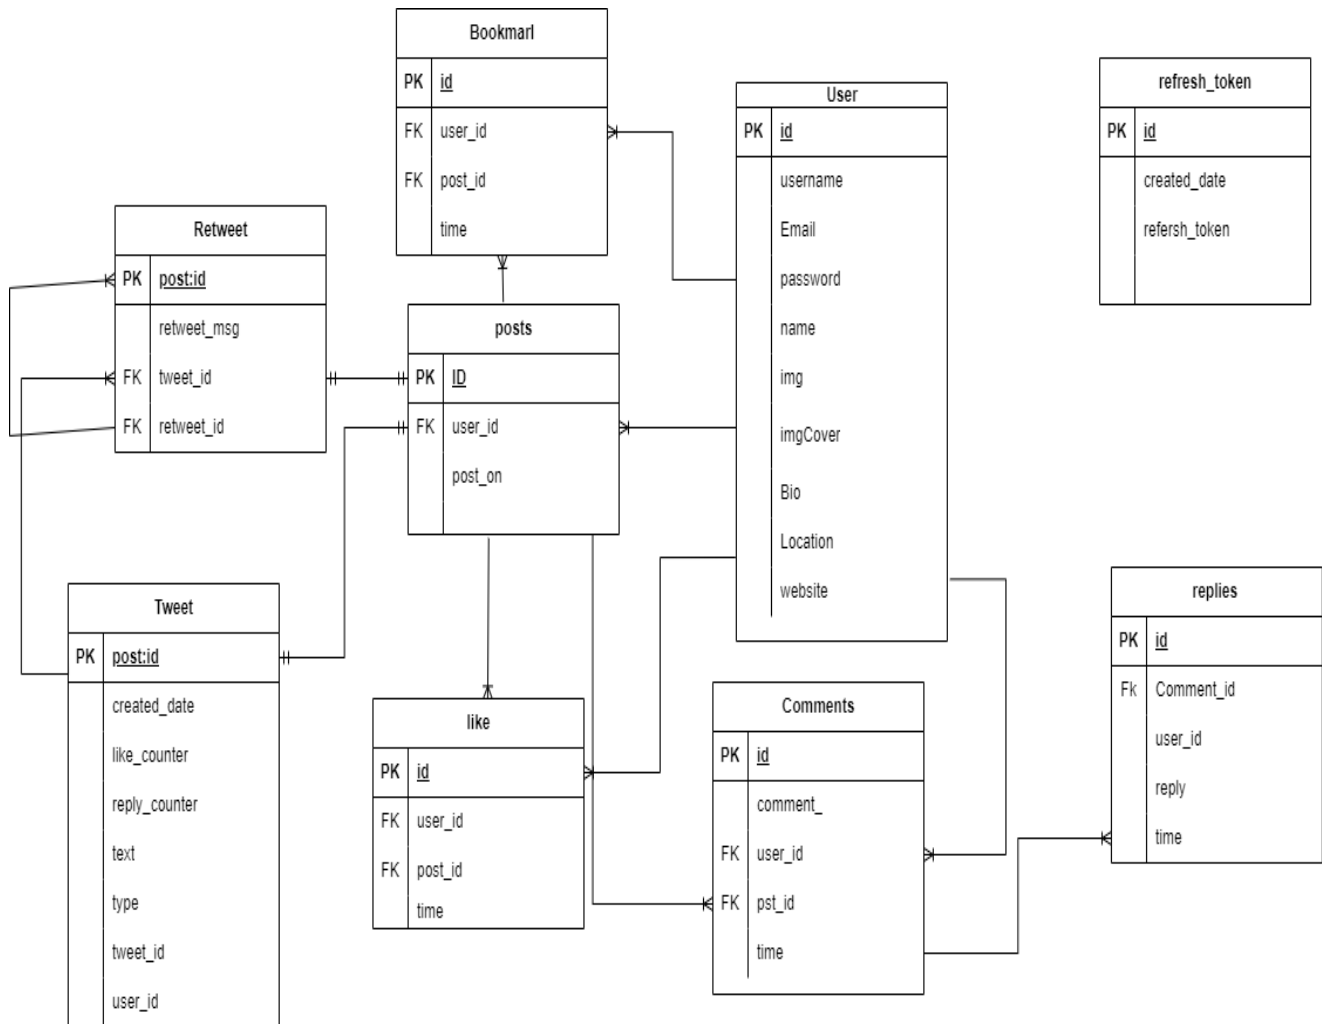 Bookmarl
PK id
FK user_id
FK post_id
time
User
PK id
username
Email
password
name
img
imgCover
Bio
Location
website
refresh_token
PK id
created_date
refersh_token
Retweet
PK post:id
retweet_msg
FK tweet_id
FK retweet_id
posts
PK ID
FK user_id
post_on
Tweet
PK post:id
created_date
like_counter
reply_counter
text
type
tweet_id
user_id
like
PK id
FK user_id
FK post_id
time
Comments
PK id
comment_
FK user_id
FK pst_id
time
replies
PK id
Fk Comment_id
user_id
reply
time